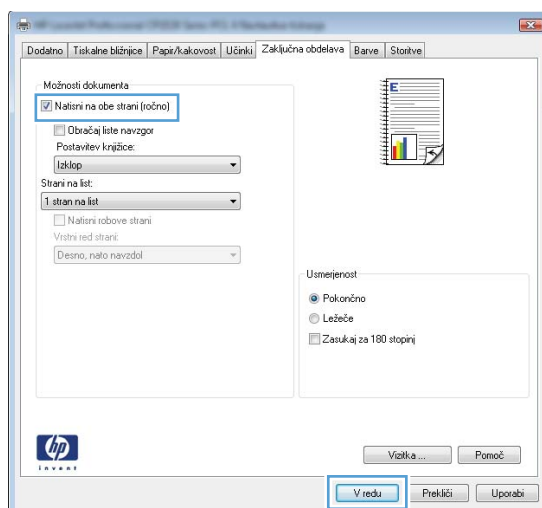 Dodatno Tiskalne bližnjice Papir/kakovost Učinki Zaključna obdelava Barve Storitve
Možnosti dokumenta
Natisni na obe strani (ročno)
Obračaj liste navzgor
Postavitev knjižice:
Izklop
Strani na list:
1 stran na list
Natisni robove strani
Vrstni red strani:
Desno, nato navzdol
E
Usmerjenost
Pokončno
Ležeče
Zasukaj za 180 stopinj
hp
invent
Vizitka ... Pomoč
V redu Prekliči Uporabi